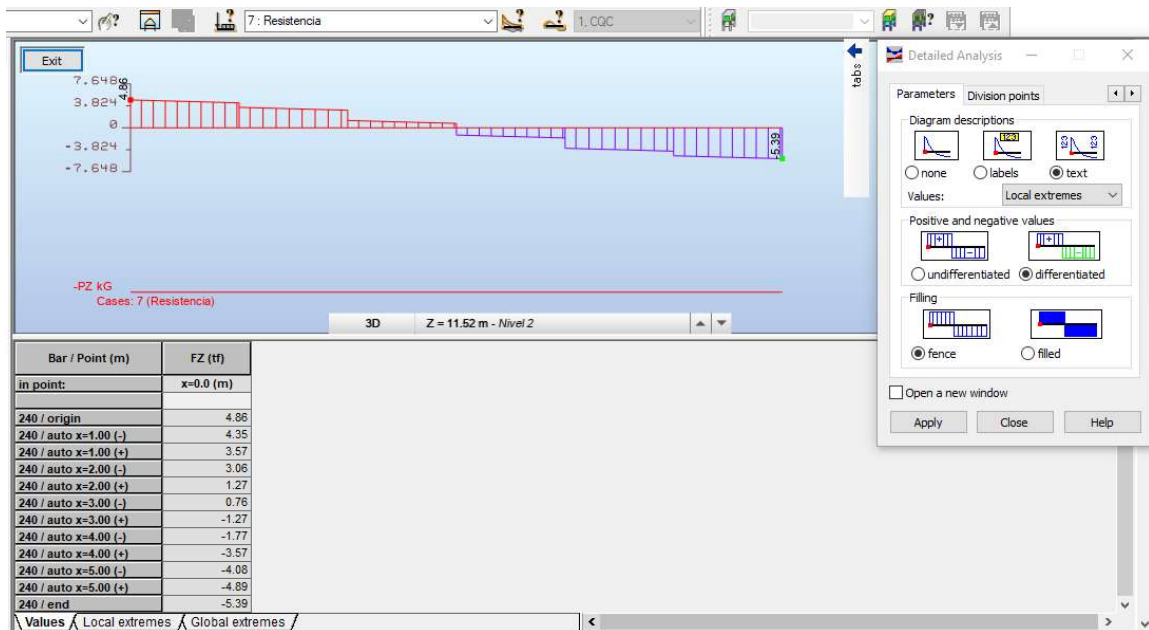 7 : Resistencia
1, CQC
Exit
7.648
3.824
0
-3.824
-7.648
4.86
-5.39
tabs
-PZ kG
Cases: 7 (Resistencia)
3D Z = 11.52 m - Nivel 2
Detailed Analysis
Parameters Division points
Diagram descriptions
123 123 123
none labels text
Values: Local extremes
Positive and negative values
undifferentiated differentiated
Filling
fence filled
Open a new window
Apply Close Help
Bar / Point (m) FZ (tf)
in point: x=0.0 (m)
240 / origin 4.86
240 / auto x=1.00 (-) 4.35
240 / auto x=1.00 (+) 3.57
240 / auto x=2.00 (-) 3.06
240 / auto x=2.00 (+) 1.27
240 / auto x=3.00 (-) 0.76
240 / auto x=3.00 (+) -1.27
240 / auto x=4.00 (-) -1.77
240 / auto x=4.00 (+) -3.57
240 / auto x=5.00 (-) -4.08
240 / auto x=5.00 (+) -4.89
240 / end -5.39
Values Local extremes Global extremes